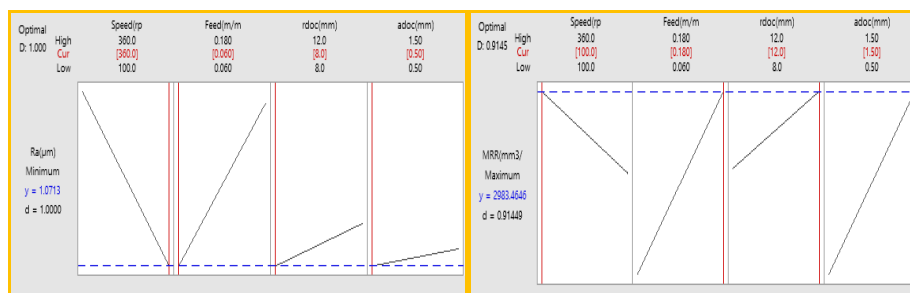 Optimal
D: 1.000
High
Cur
Low
Speed(rp
360.0
[360.0]
100.0
Feed(m/m
0.180
[0.060]
0.060
rdoc(mm)
12.0
[8.0]
8.0
adoc(mm)
1.50
[0.50]
0.50
Ra(μm)
Minimum
y = 1.0713
d = 1.0000
Optimal
D: 0.9145
High
Cur
Low
Speed(rp
360.0
[100.0]
100.0
Feed(m/m
0.180
[0.180]
0.060
rdoc(mm)
12.0
[12.0]
8.0
adoc(mm)
1.50
[1.50]
0.50
MRR(mm3/
Maximum
y = 2983.4646
d = 0.91449